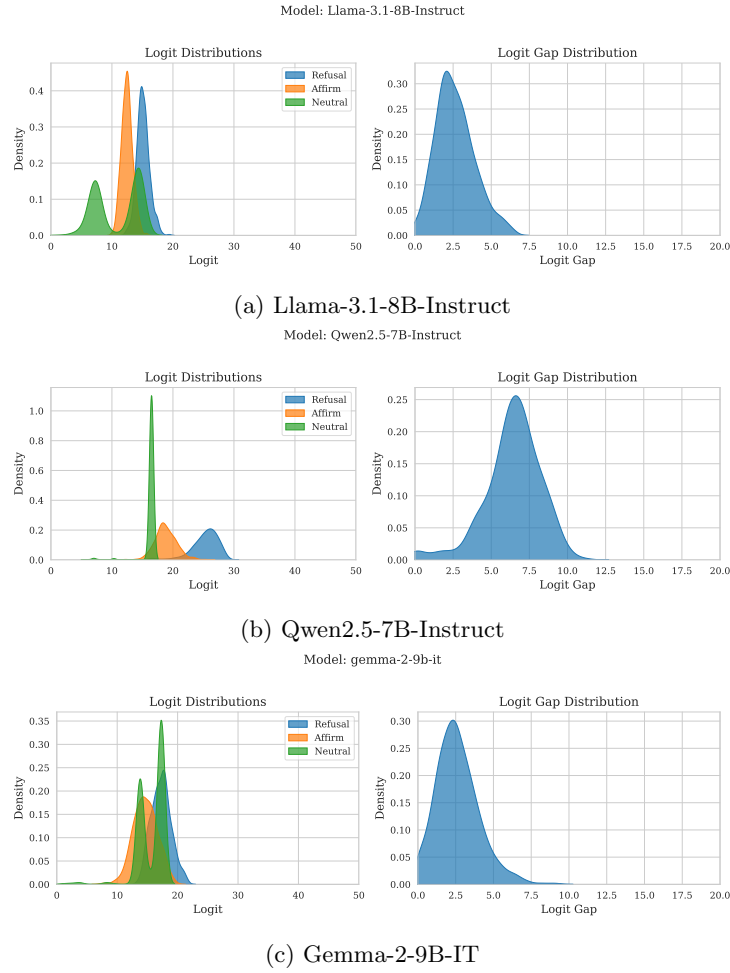 Model: Llama-3.1-8B-Instruct
Logit Distributions
Logit Gap Distribution
Refusal
Affirm
Neutral
Density
0.4
0.3
0.2
0.1
0.0
0 10 20 30 40 50
Logit
Density
0.30
0.25
0.20
0.15
0.10
0.05
0.00
0.0 2.5 5.0 7.5 10.0 12.5 15.0 17.5 20.0
Logit Gap
(a) Llama-3.1-8B-Instruct
Model: Qwen2.5-7B-Instruct
Logit Distributions
Logit Gap Distribution
Refusal
Affirm
Neutral
Density
1.0
0.8
0.6
0.4
0.2
0.0
0 10 20 30 40 50
Logit
Density
0.25
0.20
0.15
0.10
0.05
0.00
0.0 2.5 5.0 7.5 10.0 12.5 15.0 17.5 20.0
Logit Gap
(b) Qwen2.5-7B-Instruct
Model: gemma-2-9b-it
Logit Distributions
Logit Gap Distribution
Refusal
Affirm
Neutral
Density
0.35
0.30
0.25
0.20
0.15
0.10
0.05
0.00
0 10 20 30 40 50
Logit
Density
0.30
0.25
0.20
0.15
0.10
0.05
0.00
0.0 2.5 5.0 7.5 10.0 12.5 15.0 17.5 20.0
Logit Gap
(c) Gemma-2-9B-IT